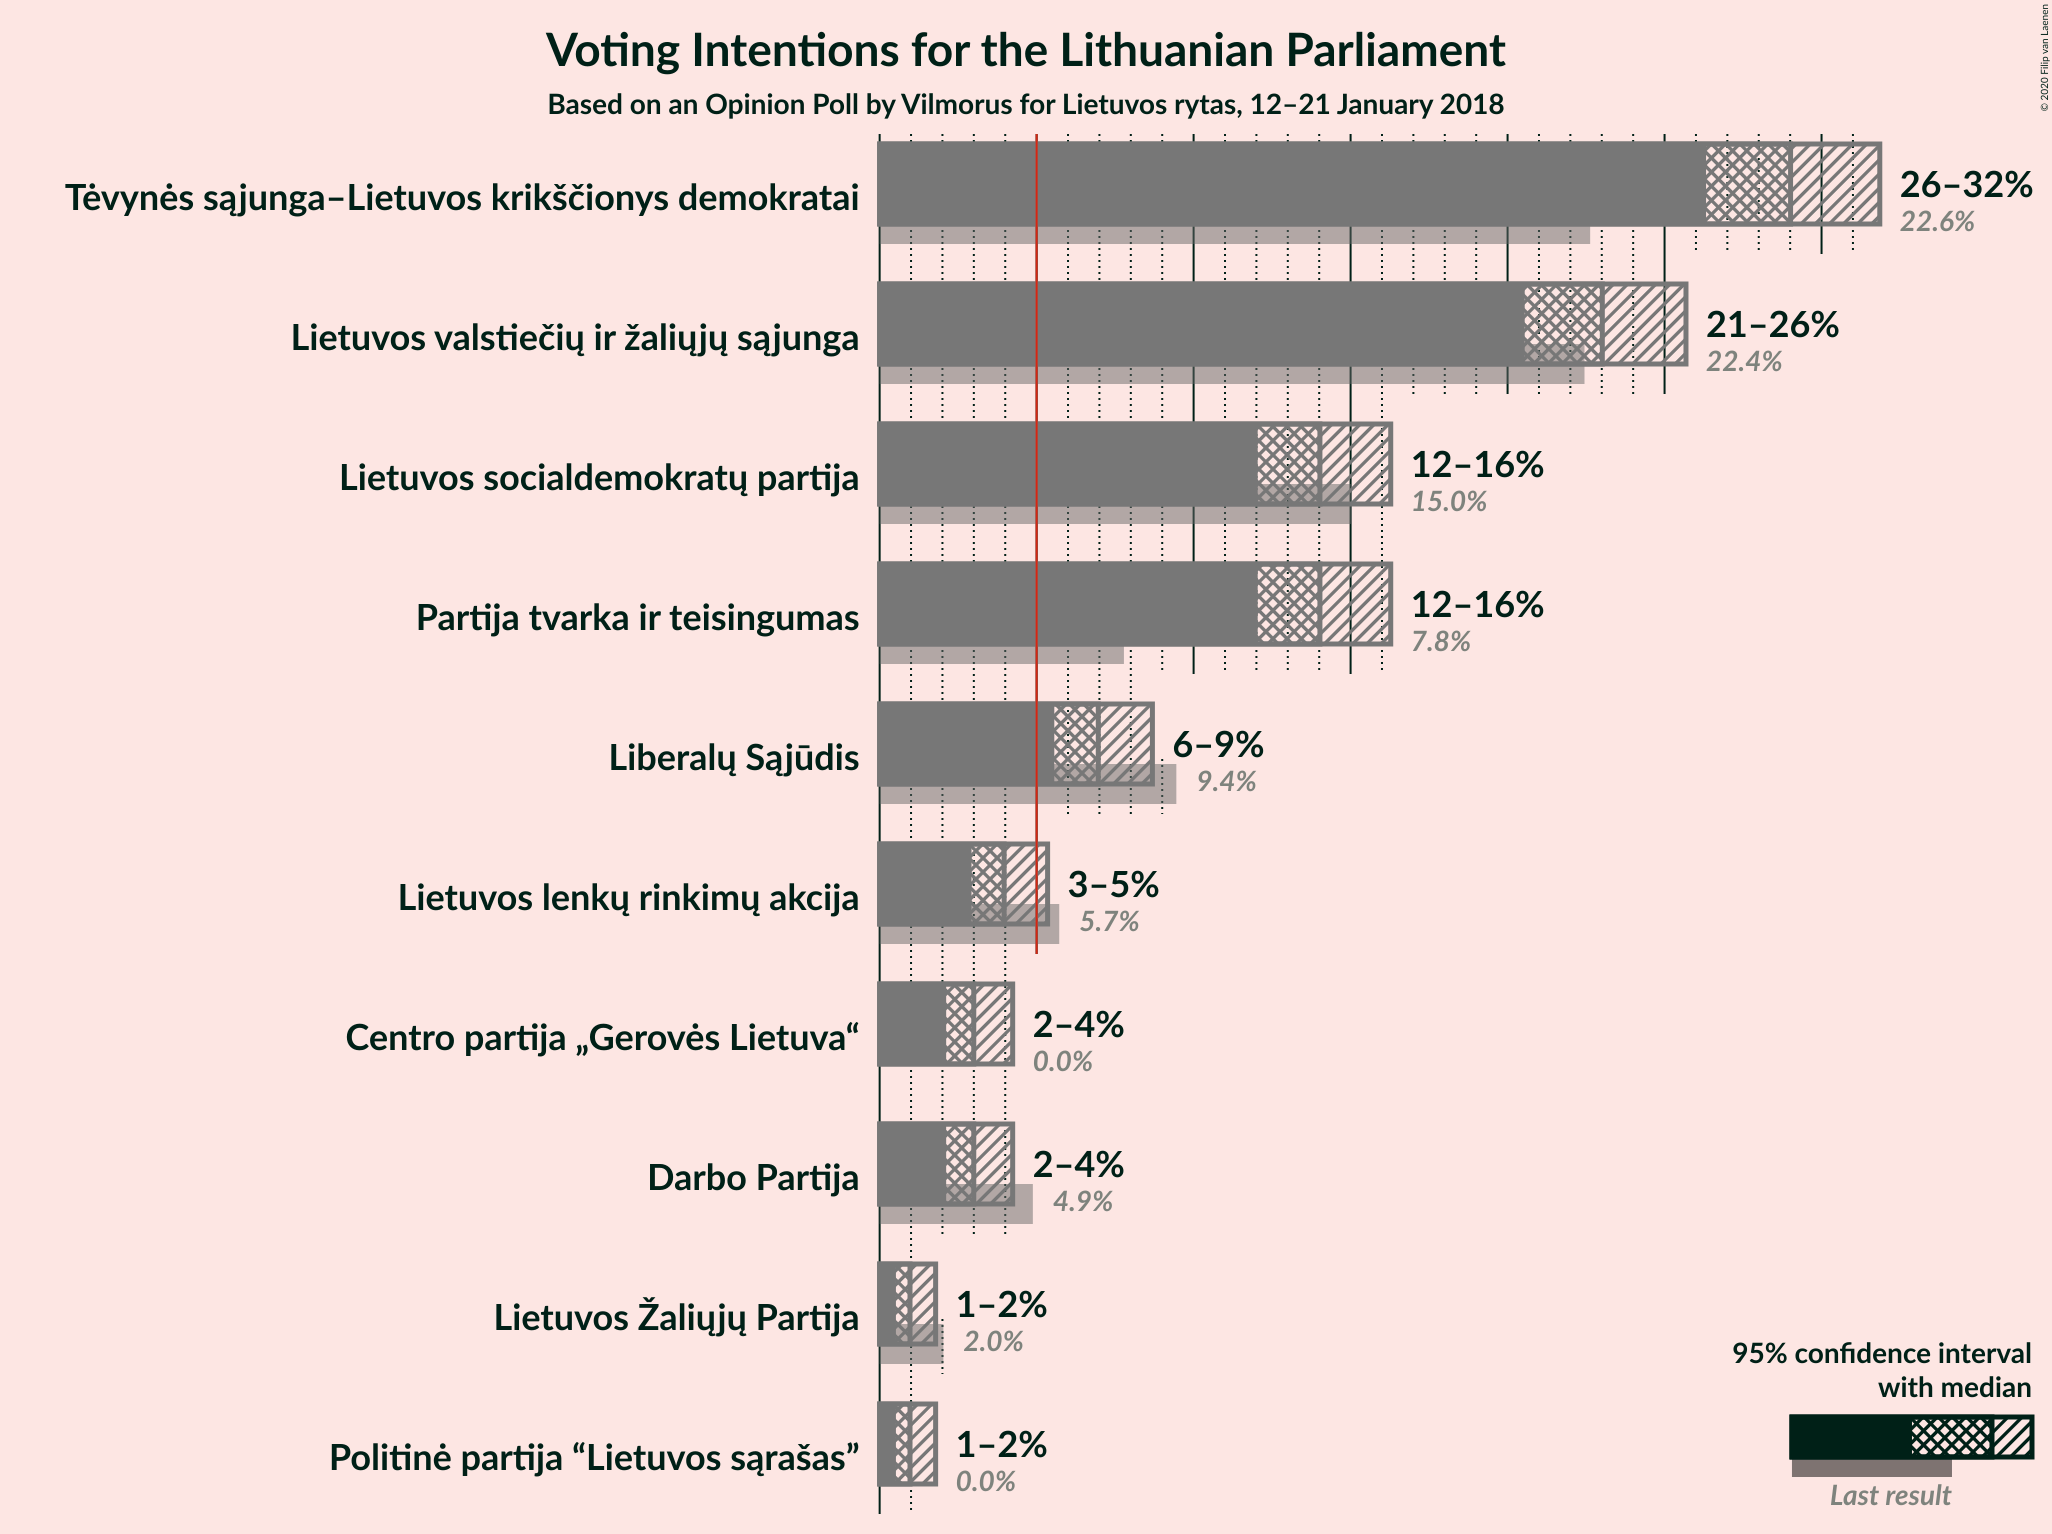 Voting Intentions for the Lithuanian Parliament
Based on an Opinion Poll by Vilmorus for Lietuvos rytas, 12–21 January 2018
© 2020 Filip van Laenen
Tėvynės sąjunga–Lietuvos krikščionys demokratai
26–32%
22.6%
Lietuvos valstiečių ir žaliųjų sąjunga
21–26%
22.4%
Lietuvos socialdemokratų partija
12–16%
15.0%
Partija tvarka ir teisingumas
12–16%
7.8%
Liberalų Sąjūdis
6–9%
9.4%
Lietuvos lenkų rinkimų akcija
3–5%
5.7%
Centro partija „Gerovės Lietuva“
2–4%
0.0%
Darbo Partija
2–4%
4.9%
Lietuvos Žaliųjų Partija
1–2%
2.0%
Politinė partija “Lietuvos sąrašas”
1–2%
0.0%
95% confidence interval
with median
Last result